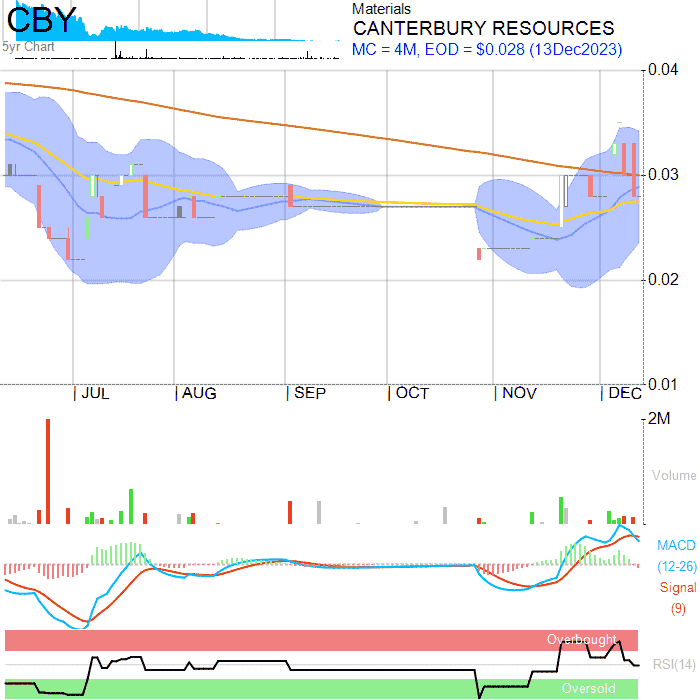 CBY
5yr Chart
Materials
CANTERBURY RESOURCES
MC = 4M, EOD = $0.028 (13Dec2023)
0.04
0.03
0.02
0.01
JUL
AUG
SEP
OCT
NOV
DEC
2M
Volume
MACD
(12-26)
Signal
(9)
Overbought
RSI(14)
Oversold